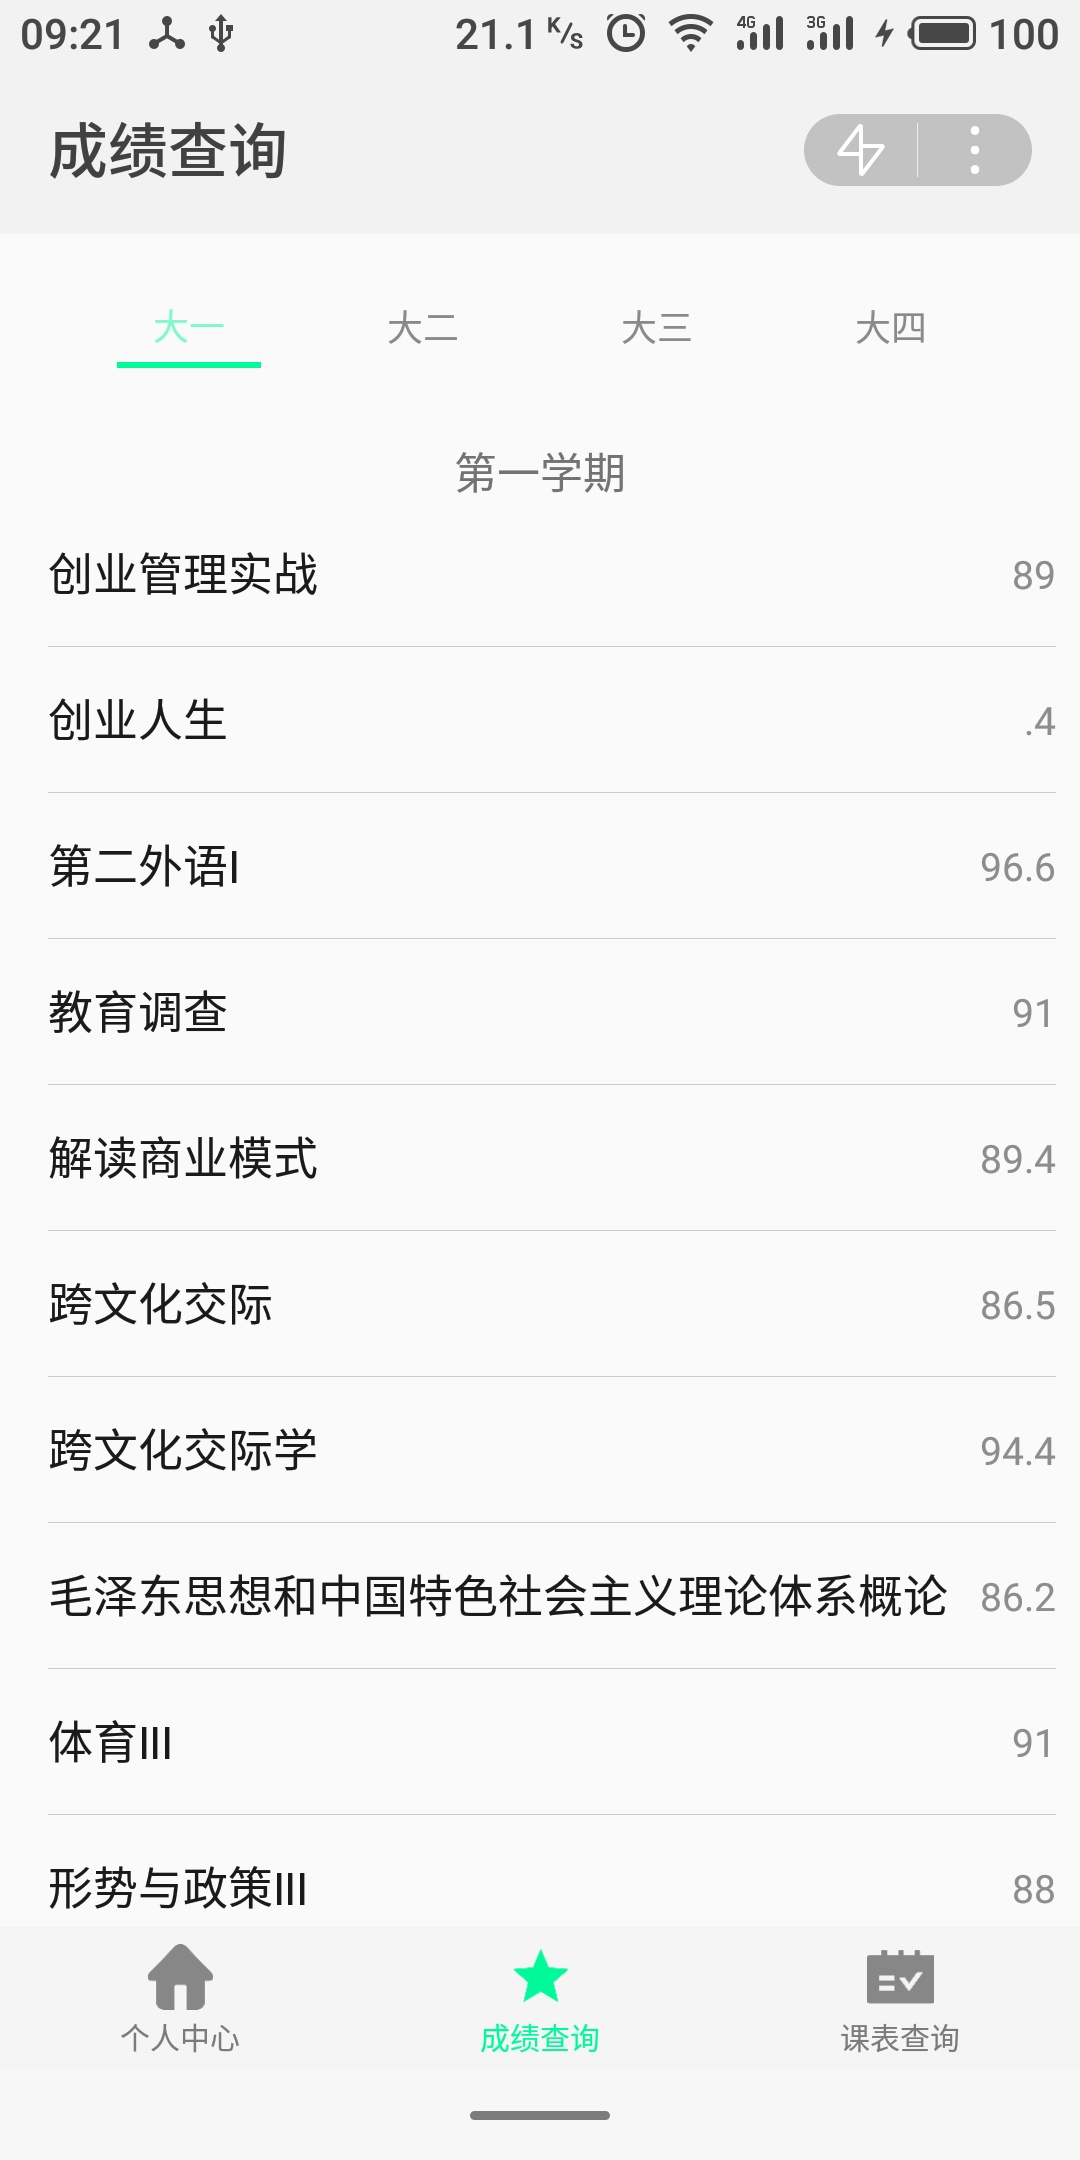 09:21 21.1 K/s 4G 3G 100
成绩查询
大一 大二 大三 大四
第一学期
创业管理实战 89
创业人生 .4
第二外语I 96.6
教育调查 91
解读商业模式 89.4
跨文化交际 86.5
跨文化交际学 94.4
毛泽东思想和中国特色社会主义理论体系概论 86.2
体育III 91
形势与政策III 88
个人中心 成绩查询 课表查询